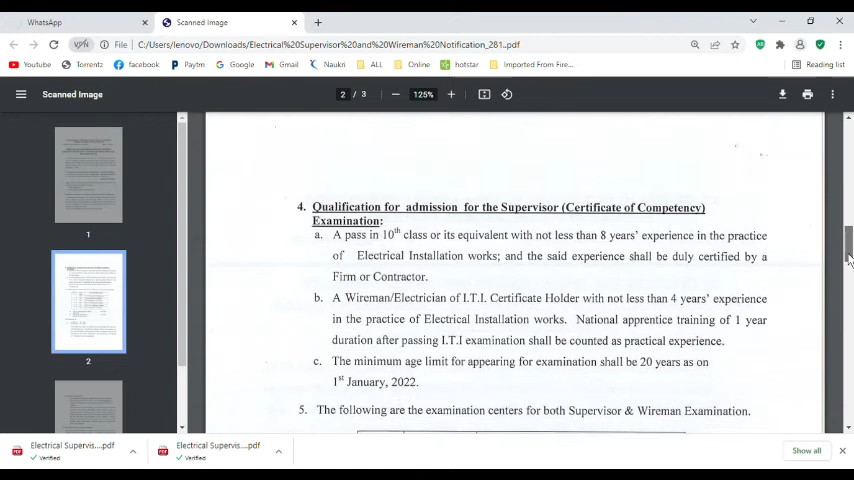 WhatsApp
Scanned Image
VPN
File
C:/Users/lenovo/Downloads/Electrical%20Supervisor%20and%20Wireman%20Notification_281..pdf
Youtube
Torrentz
facebook
Paytm
Google
Gmail
Naukri
ALL
Online
hotstar
Imported From Fire...
Reading list
Scanned Image
2 / 3
125%
1
2
4. Qualification for admission for the Supervisor (Certificate of Competency)
Examination:
a. A pass in 10th class or its equivalent with not less than 8 years' experience in the practice
of Electrical Installation works; and the said experience shall be duly certified by a
Firm or Contractor.
b. A Wireman/Electrician of I.T.I. Certificate Holder with not less than 4 years' experience
in the practice of Electrical Installation works. National apprentice training of 1 year
duration after passing I.T.I examination shall be counted as practical experience.
c. The minimum age limit for appearing for examination shall be 20 years as on
1st January, 2022.
5. The following are the examination centers for both Supervisor & Wireman Examination.
Electrical Supervis....pdf
Verified
Electrical Supervis....pdf
Verified
Show all